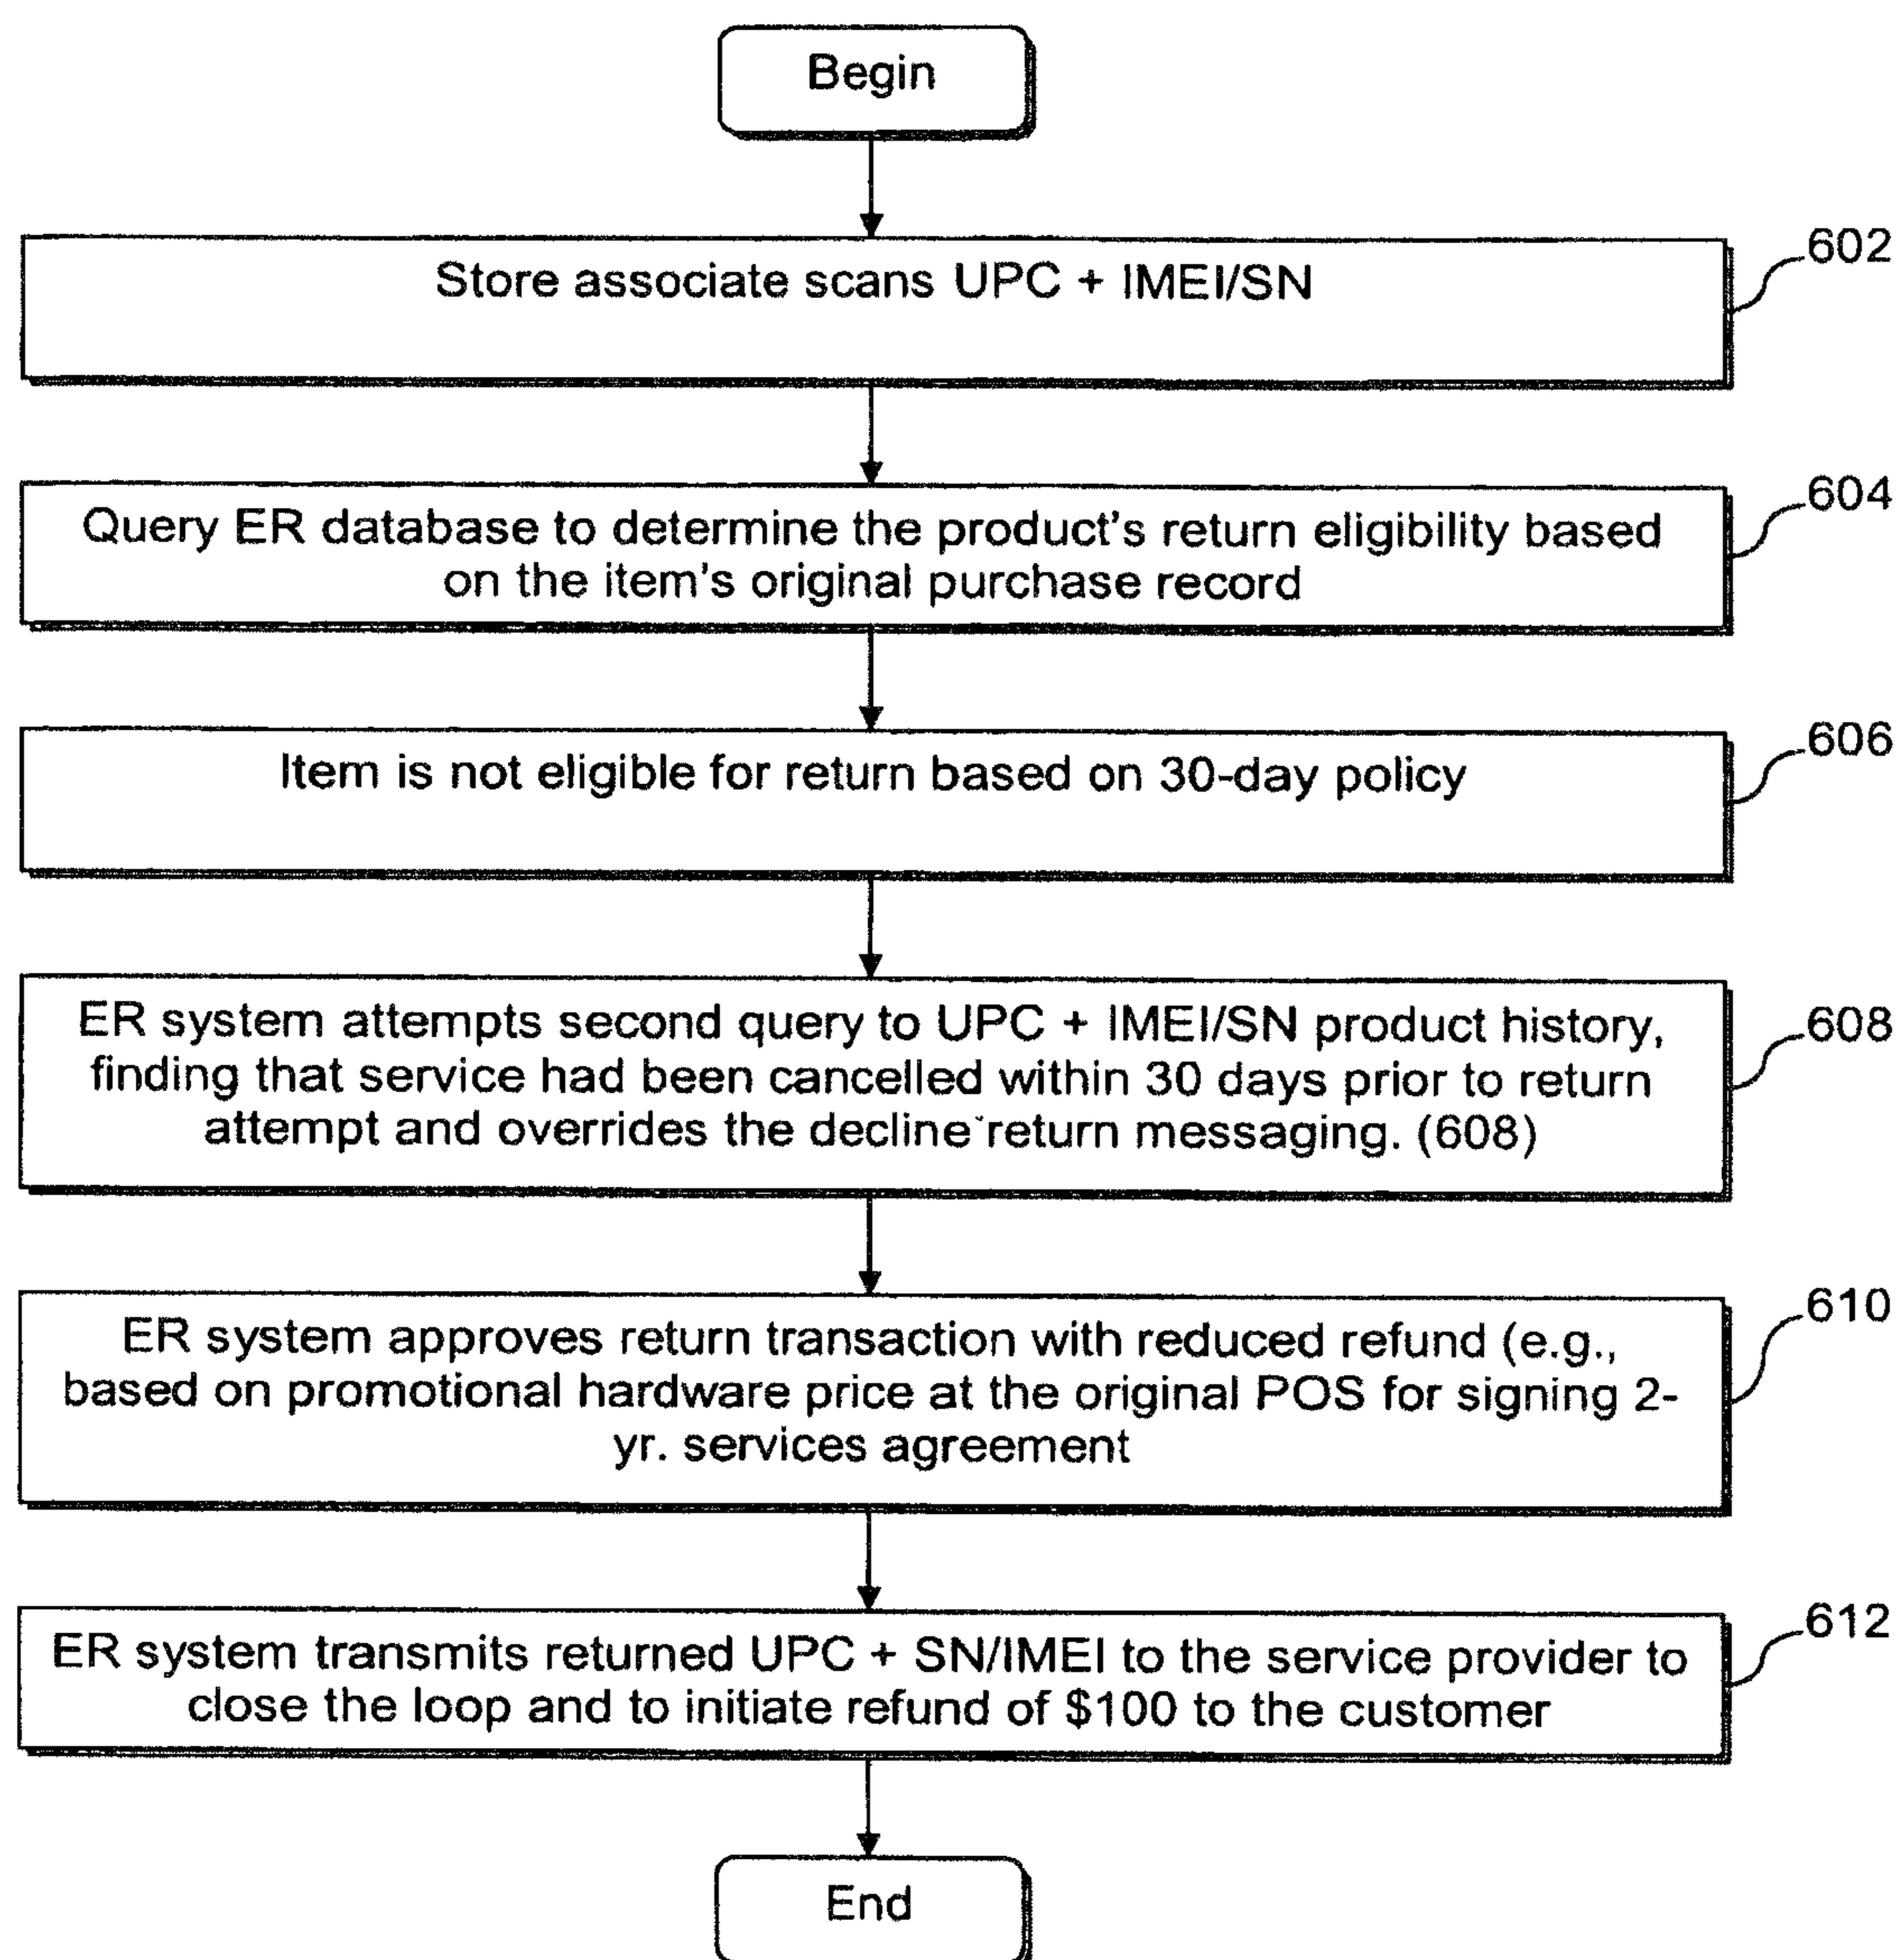 Begin
Store associate scans UPC + IMEI/SN
602
Query ER database to determine the product's return eligibility based
on the item's original purchase record
604
Item is not eligible for return based on 30-day policy
606
ER system attempts second query to UPC + IMEI/SN product history,
finding that service had been cancelled within 30 days prior to return
attempt and overrides the decline return messaging. (608)
608
ER system approves return transaction with reduced refund (e.g.,
based on promotional hardware price at the original POS for signing 2-
yr. services agreement
610
ER system transmits returned UPC + SN/IMEI to the service provider to
close the loop and to initiate refund of $100 to the customer
612
End